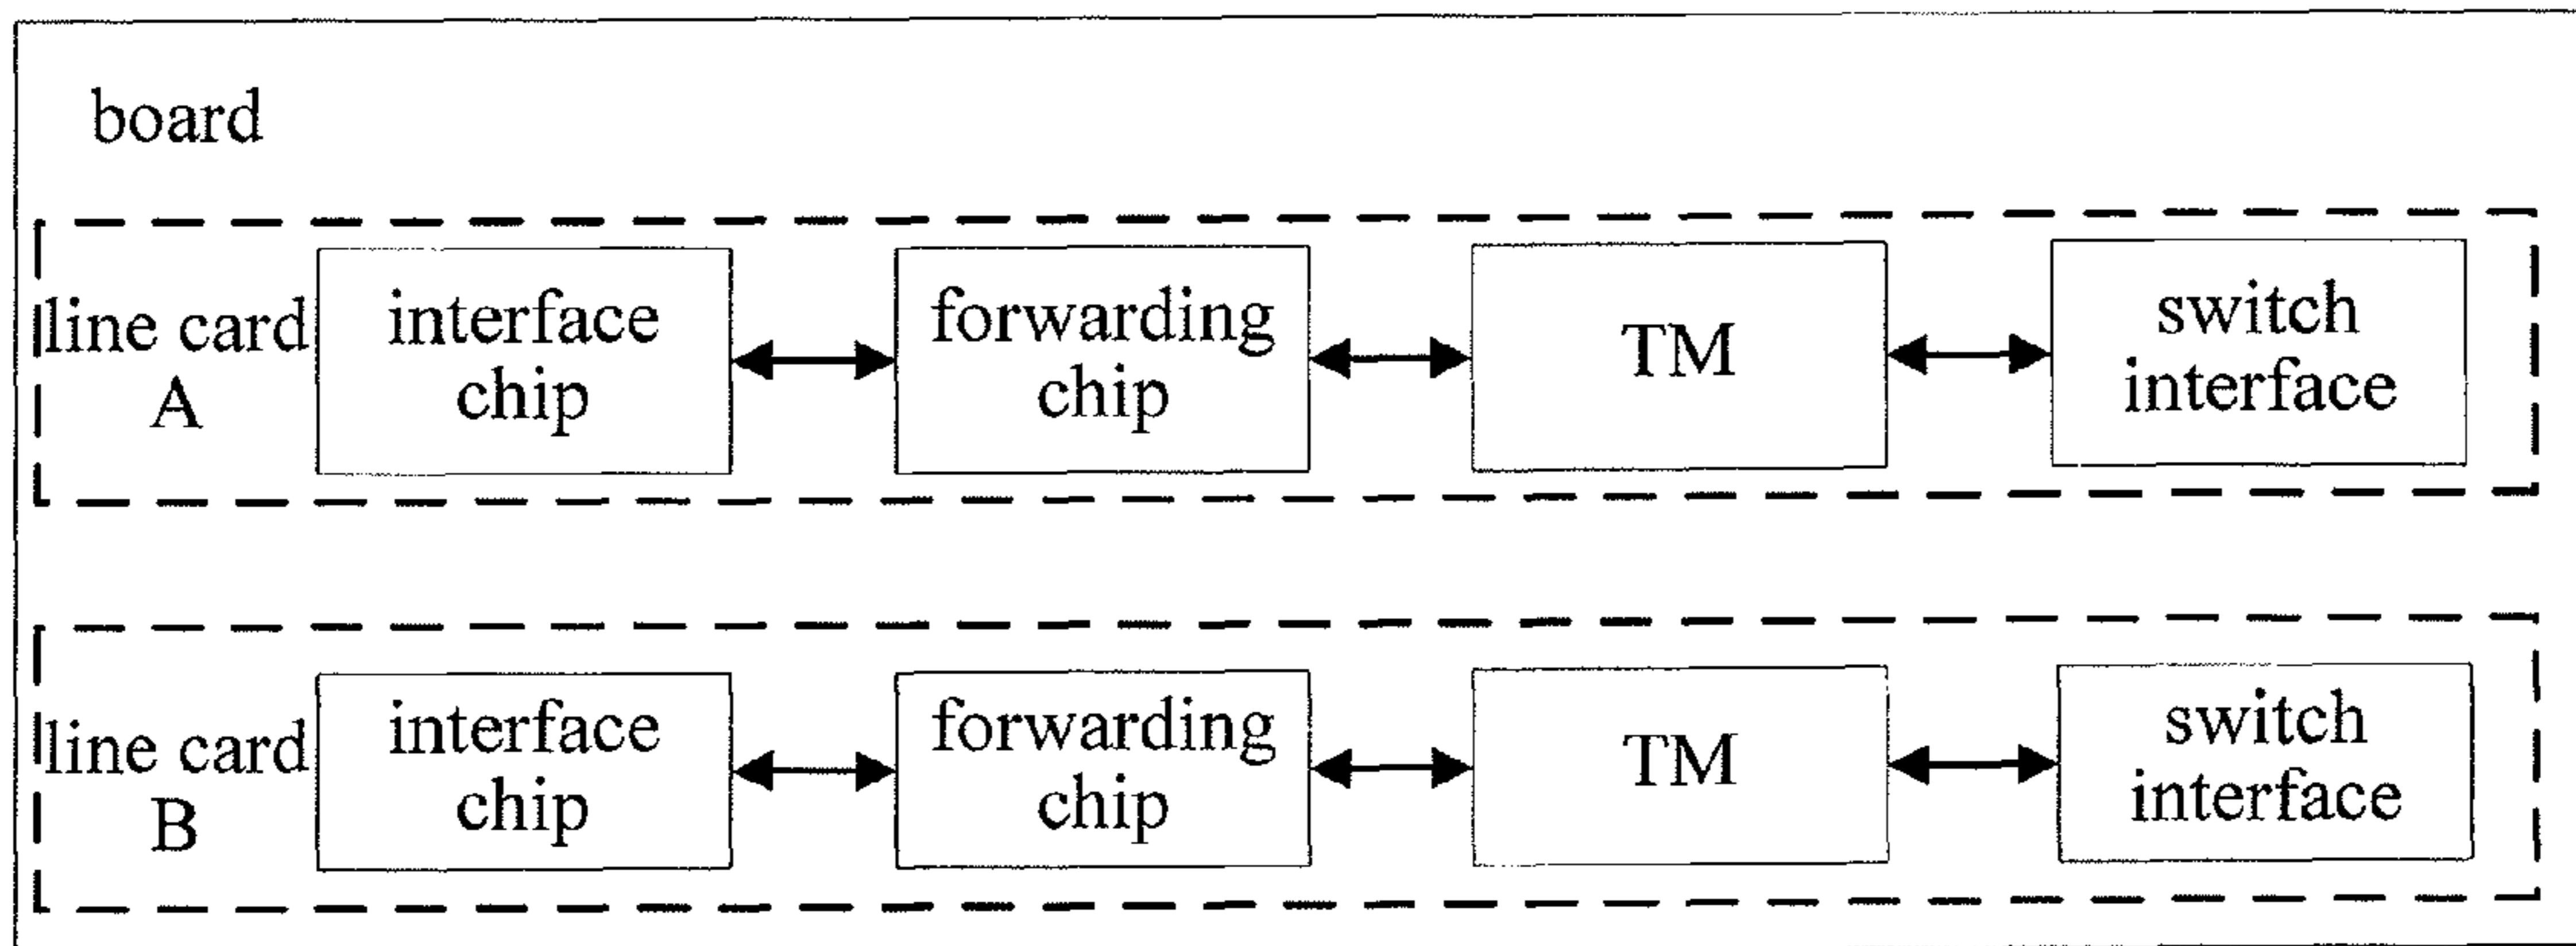 board
line card
A
interface
chip
forwarding
chip
TM
switch
interface
line card
B
interface
chip
forwarding
chip
TM
switch
interface